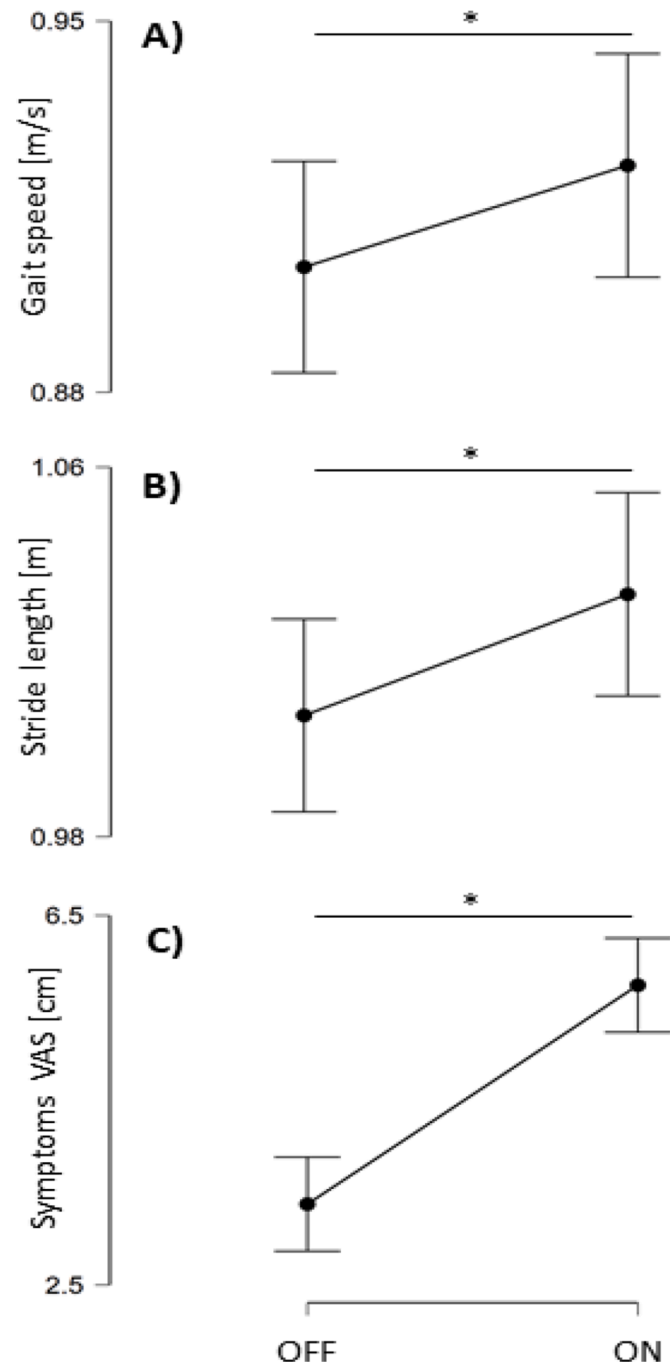 0.95
A)
*
Gait speed [m/s]
0.88
1.06
B)
*
Stride length [m]
0.98
6.5
C)
*
Symptoms VAS [cm]
2.5
OFF ON